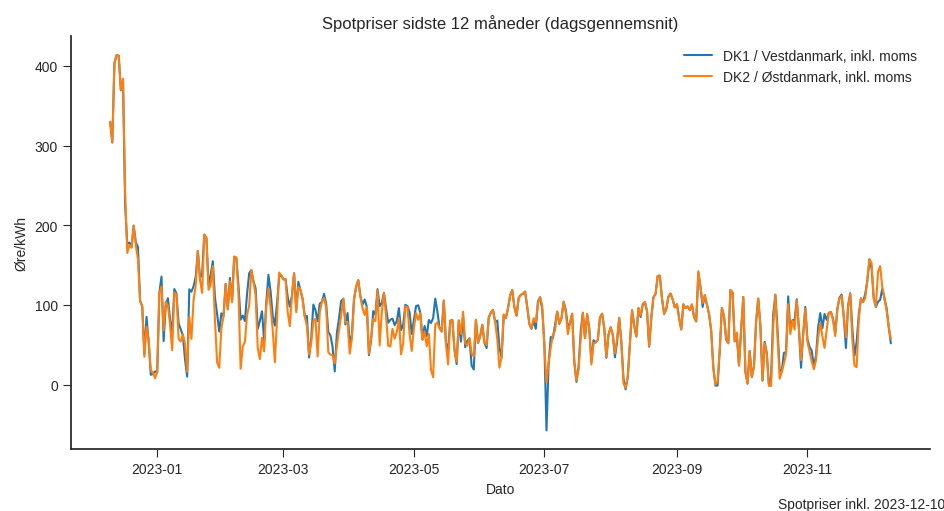 Spotpriser sidste 12 måneder (dagsgennemsnit)
DK1 / Vestdanmark, inkl. moms
DK2 / Østdanmark, inkl. moms
400
300
200
100
0
Øre/kWh
2023-01
2023-03
2023-05
2023-07
2023-09
2023-11
Dato
Spotpriser inkl. 2023-12-10